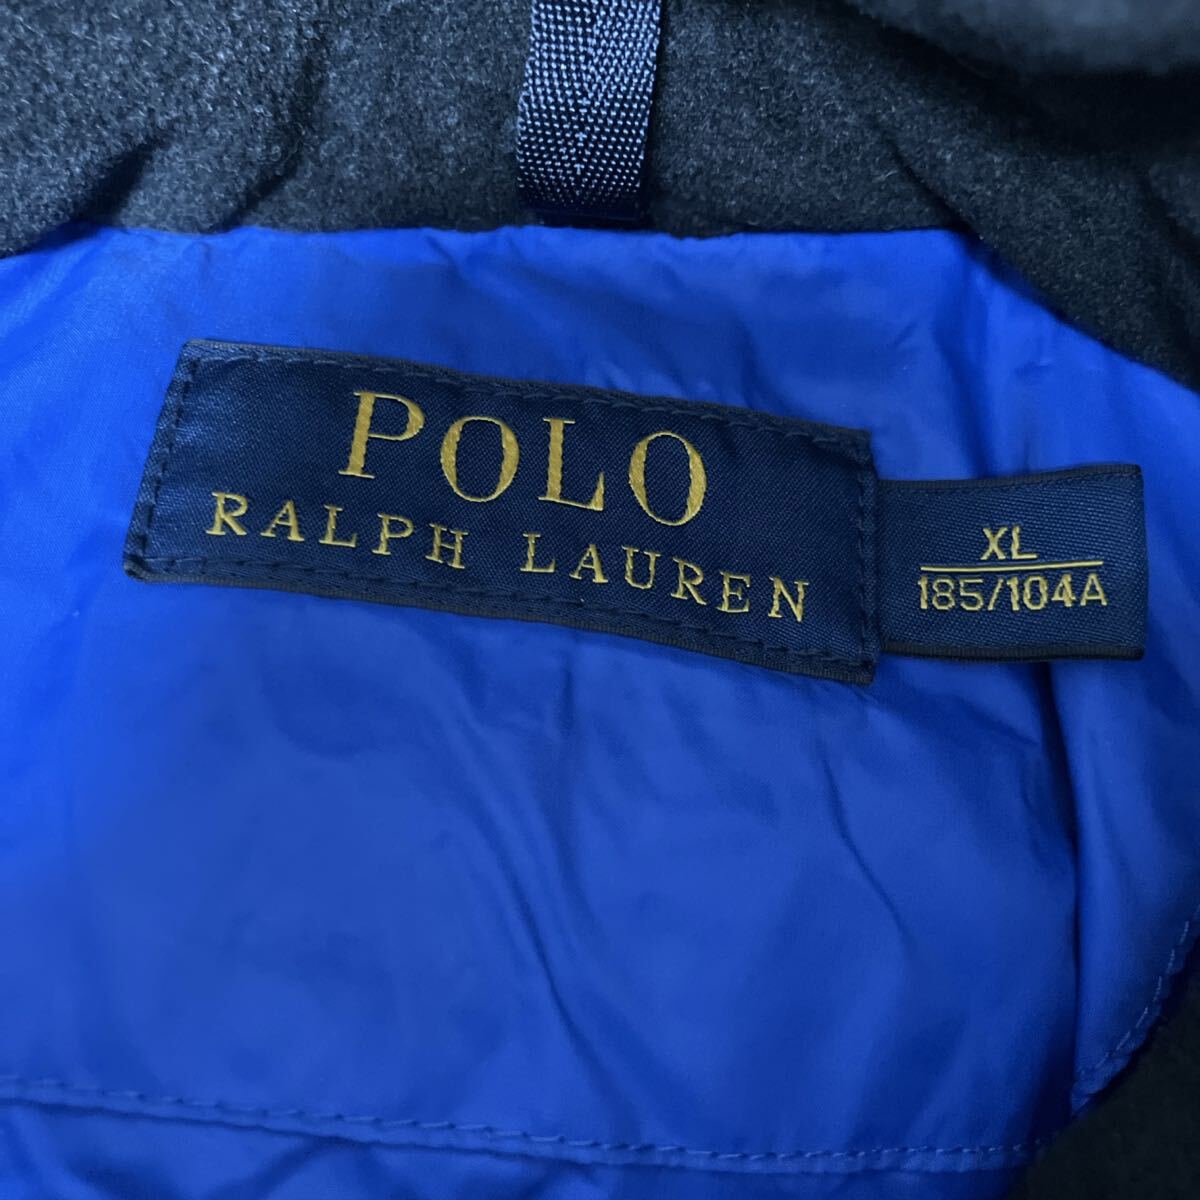 POLO
RALPH LAUREN
XL
185/104A